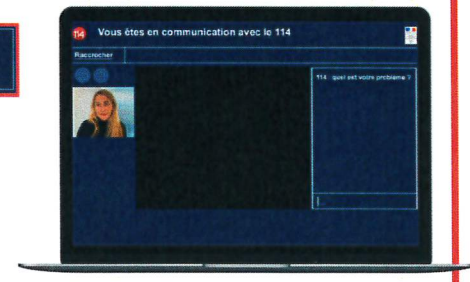 114 Vous êtes en communication avec le 114
Raccrocher
114 quel est votre problème ?